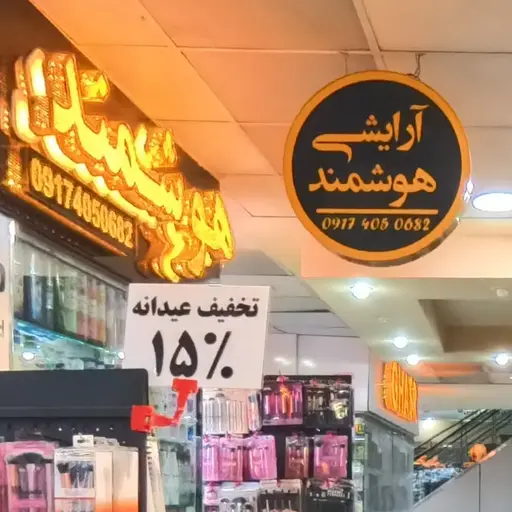 هوشمند
09174050682
آرایشی
هوشمند
0917 405 0682
تخفیف عیدانه
۱۵٪